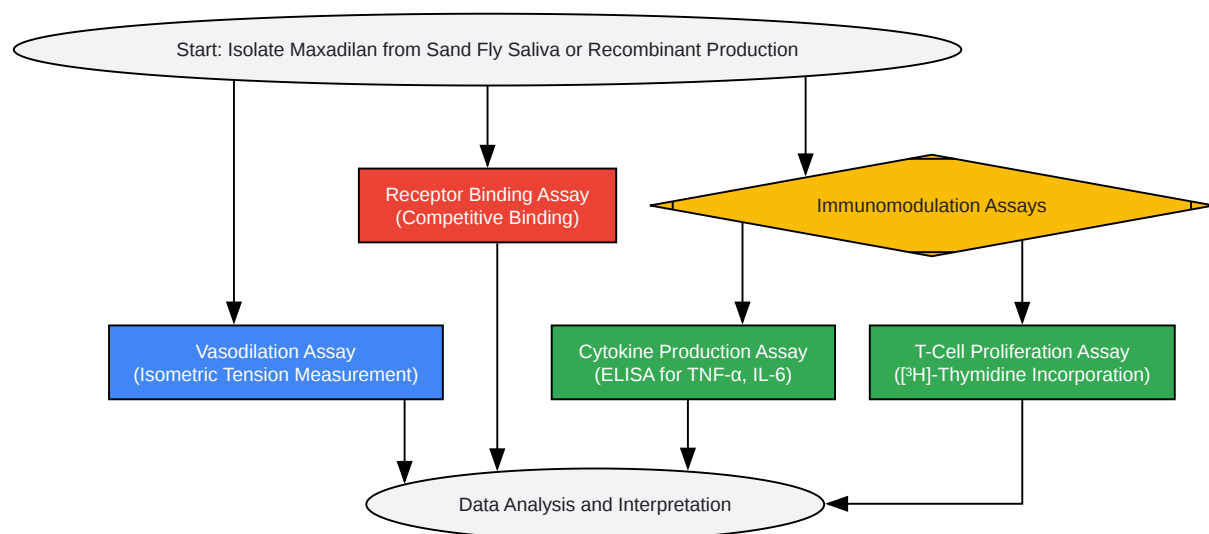 Start: Isolate Maxadilan from Sand Fly Saliva or Recombinant Production
Receptor Binding Assay
(Competitive Binding)
Immunomodulation Assays
Vasodilation Assay
(Isometric Tension Measurement)
Cytokine Production Assay
(ELISA for TNF-α, IL-6)
T-Cell Proliferation Assay
([³H]-Thymidine Incorporation)
Data Analysis and Interpretation